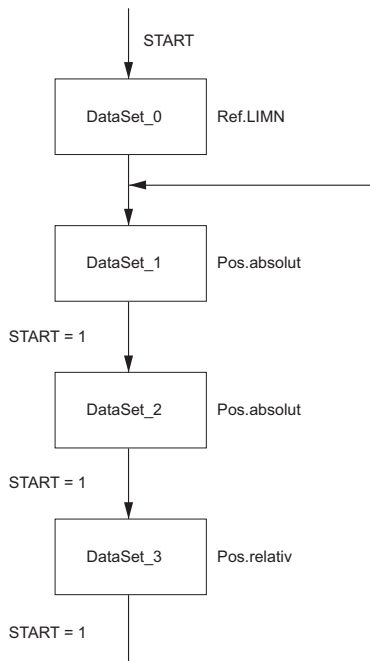 START
DataSet_0 Ref.LIMN
DataSet_1 Pos.absolut
START = 1
DataSet_2 Pos.absolut
START = 1
DataSet_3 Pos.relativ
START = 1